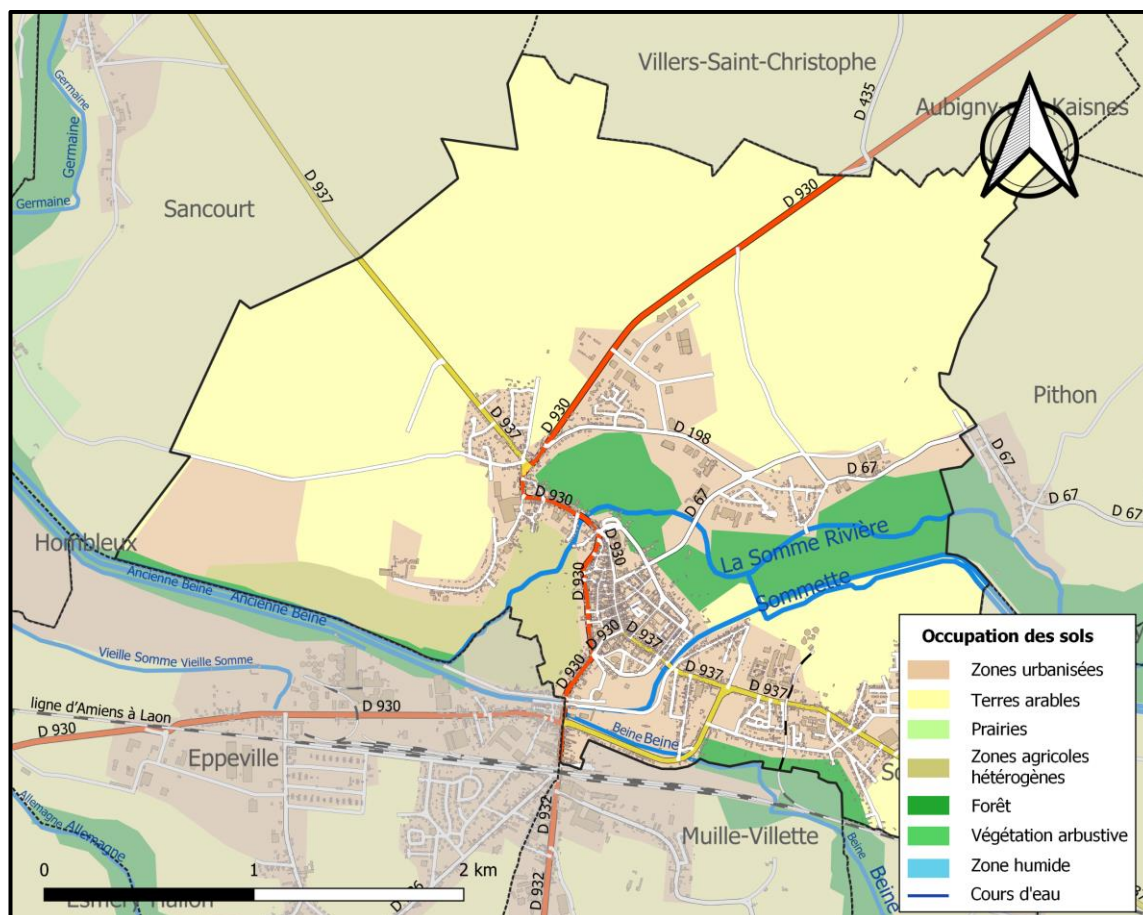 Villers-Saint-Christophe
D 435
Aubigny-aux-Kaisnes
Germaine
Germaine
Germaine
Sancourt
D 937
D 930
Pithon
D 937
D 930
D 198
D 67
D 67
D 67
D 67
D 930
D 67
D 930
D 930
La Somme Rivière
Sommette
Hombleux
Ancienne Beine Ancienne Beine
D 930
D 937
Vieille Somme Vieille Somme
D 930
D 937
D 937
ligne d'Amiens à Laon
D 930
D 930
Beine Beine
Eppeville
Allemagne Allemagne
D 932
D 932
Muille-Villette
Beine
Beine
0 1 2 km
Occupation des sols
Zones urbanisées
Terres arables
Prairies
Zones agricoles
hétérogènes
Forêt
Végétation arbustive
Zone humide
Cours d'eau